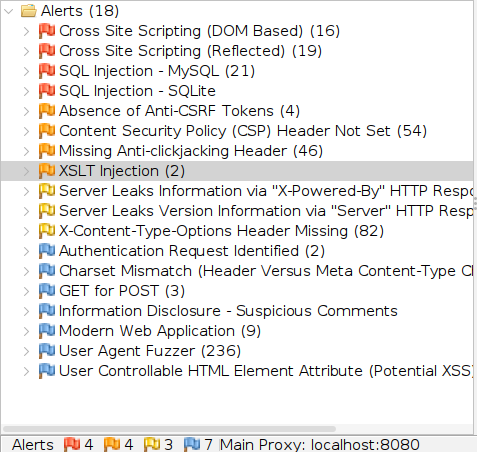 Alerts (18)
Cross Site Scripting (DOM Based) (16)
Cross Site Scripting (Reflected) (19)
SQL Injection - MySQL (21)
SQL Injection - SQLite
Absence of Anti-CSRF Tokens (4)
Content Security Policy (CSP) Header Not Set (54)
Missing Anti-clickjacking Header (46)
XSLT Injection (2)
Server Leaks Information via "X-Powered-By" HTTP Respo
Server Leaks Version Information via "Server" HTTP Resp
X-Content-Type-Options Header Missing (82)
Authentication Request Identified (2)
Charset Mismatch (Header Versus Meta Content-Type Cl
GET for POST (3)
Information Disclosure - Suspicious Comments
Modern Web Application (9)
User Agent Fuzzer (236)
User Controllable HTML Element Attribute (Potential XSS)
Alerts 4 4 3 7 Main Proxy: localhost:8080